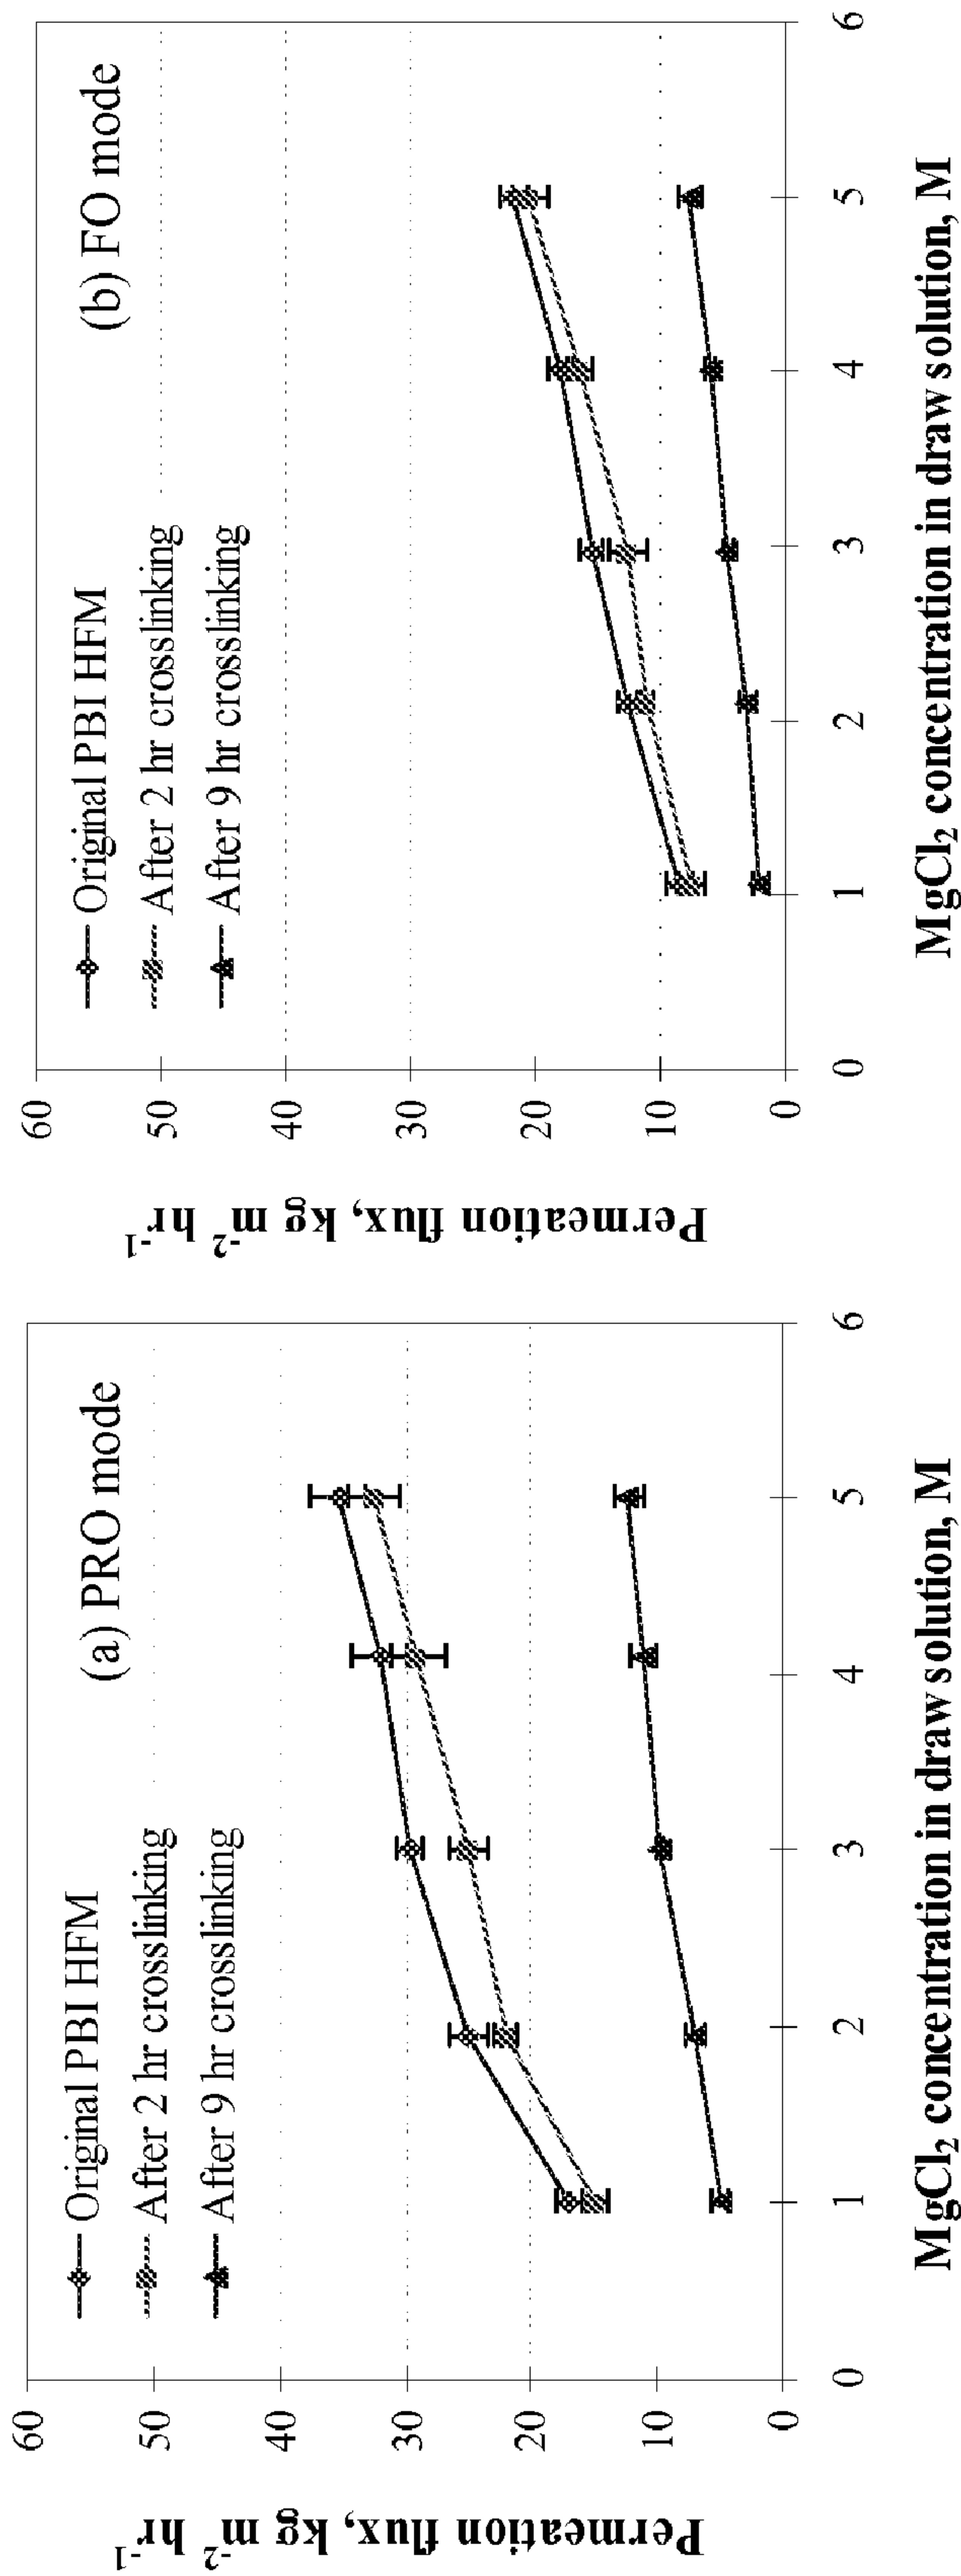 (a) PRO mode
Original PBI HFM
After 2 hr crosslinking
After 9 hr crosslinking
60
50
40
30
20
10
0
0 1 2 3 4 5 6
Permeation flux, kg m⁻² hr⁻¹
MgCl₂ concentration in draw solution, M
(b) FO mode
Original PBI HFM
After 2 hr crosslinking
After 9 hr crosslinking
60
50
40
30
20
10
0
0 1 2 3 4 5 6
Permeation flux, kg m⁻² hr⁻¹
MgCl₂ concentration in draw solution, M